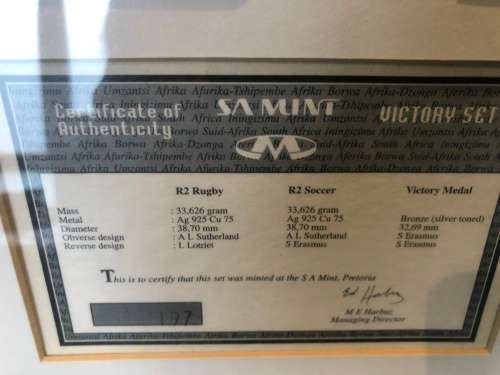 Certificate of Authenticity
SA MINT
VICTORY SET
R2 Rugby R2 Soccer Victory Medal
Mass : 33,626 gram 33,626 gram
Metal : Ag 925 Cu 75 Ag 925 Cu 75 Bronze (silver toned)
Diameter : 38,70 mm 38,70 mm 32,69 mm
Obverse design : A L Sutherland A L Sutherland S Erasmus
Reverse design : L Lotriet S Erasmus S Erasmus
This is to certify that this set was minted at the S A Mint, Pretoria
197
M E Harbuz
Managing Director